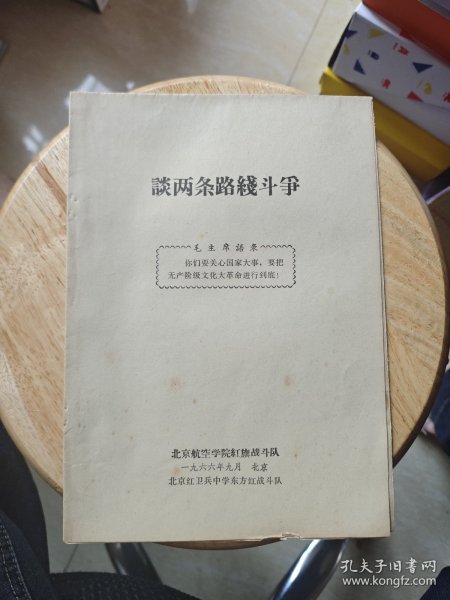 談两条路綫斗爭
毛主席語录
你们要关心国家大事，要把
无产阶级文化大革命进行到底！
北京航空学院紅旗战斗队
一九六六年九月 北京
北京红卫兵中学东方红战斗队
孔夫子旧书网
www.kongfz.com